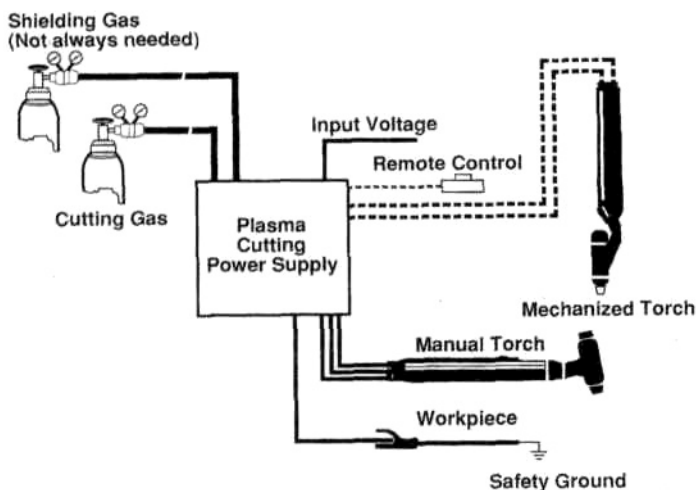 Shielding Gas
(Not always needed)
Input Voltage
Remote Control
Cutting Gas
Plasma
Cutting
Power Supply
Mechanized Torch
Manual Torch
Workpiece
Safety Ground